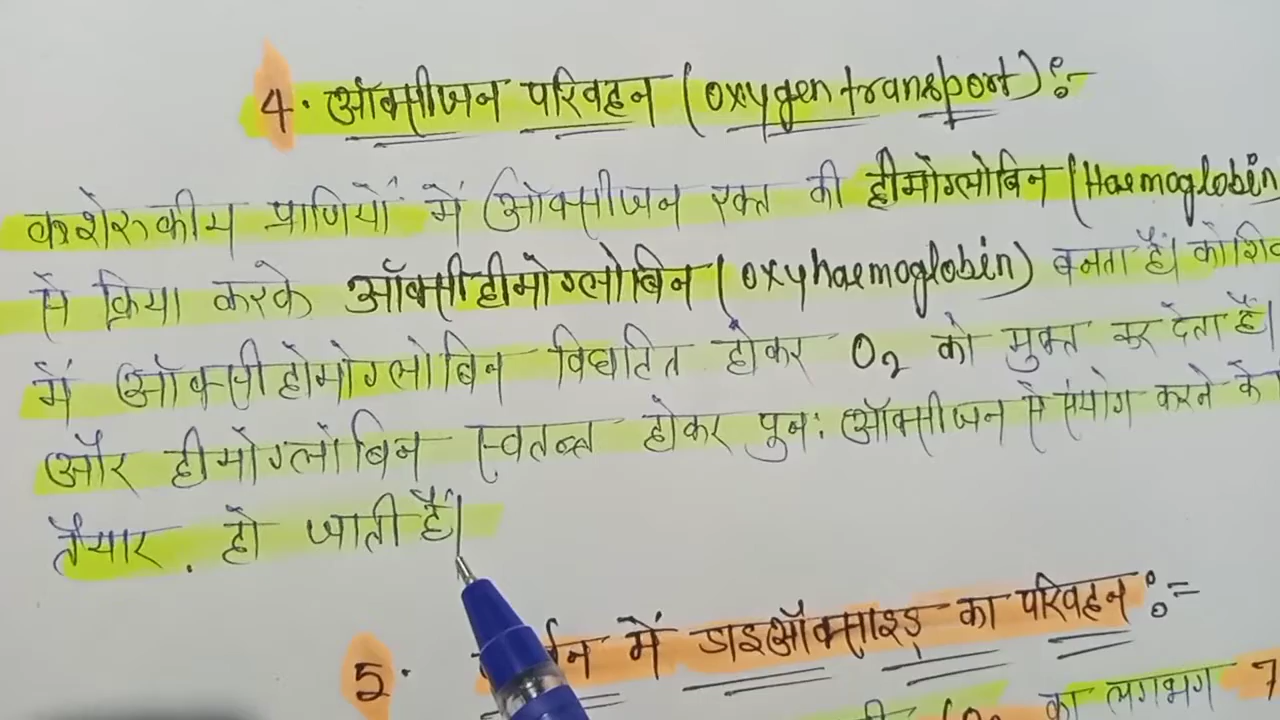 4. ऑक्सीजन परिवहन (oxygen transport):-
कशेरुकीय प्राणियों में ऑक्सीजन रक्त की हीमोग्लोबिन (Haemoglobin
से क्रिया करके ऑक्सीहीमोग्लोबिन (oxyhaemoglobin) बनता है। कोशि
में ऑक्सीहीमोग्लोबिन विघटित होकर O₂ को मुक्त कर देता हैं।
और हीमोग्लोबिन स्वतन्त्र होकर पुनः ऑक्सीजन से संयोग करने के
तैयार हो जाती हैं।
5. में डाइऑक्साइड का परिवहन :-
का लगभग 7